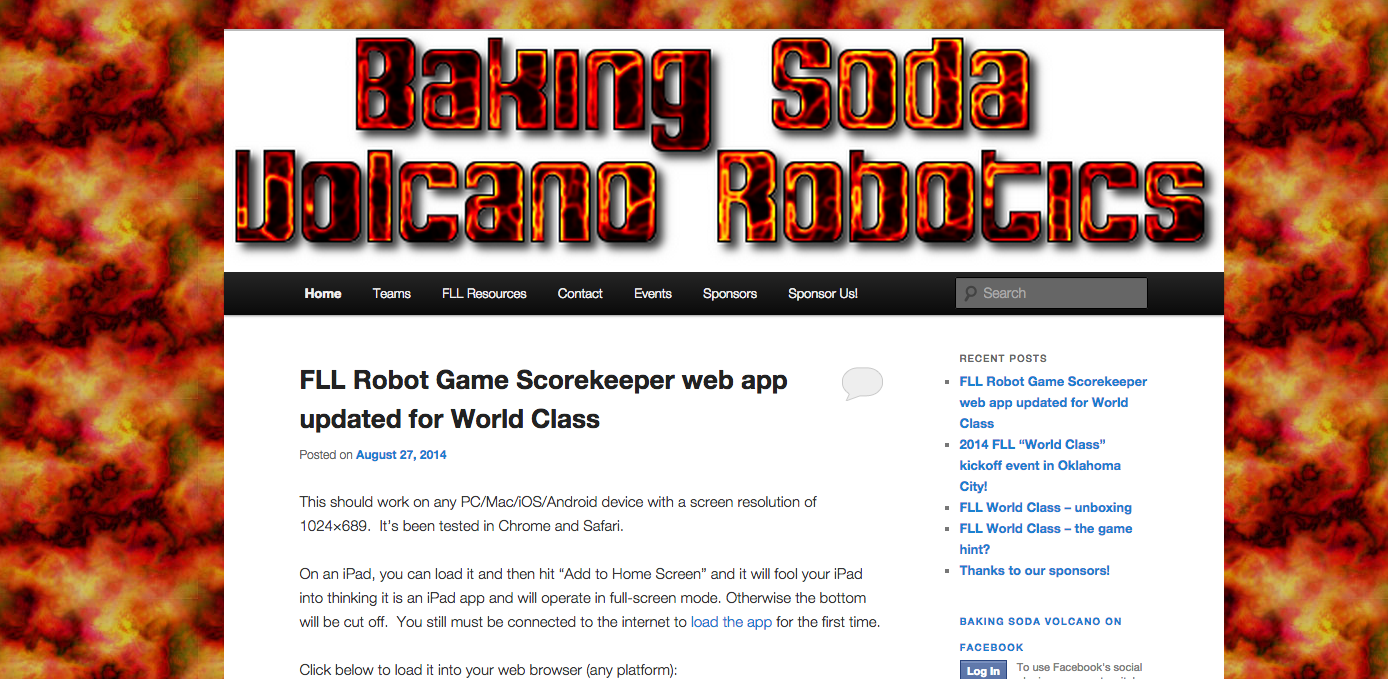 Baking Soda
Volcano Robotics
Home Teams FLL Resources Contact Events Sponsors Sponsor Us! Search
FLL Robot Game Scorekeeper web app
updated for World Class
Posted on August 27, 2014
This should work on any PC/Mac/iOS/Android device with a screen resolution of
1024×689.  It's been tested in Chrome and Safari.
On an iPad, you can load it and then hit “Add to Home Screen” and it will fool your iPad
into thinking it is an iPad app and will operate in full-screen mode. Otherwise the bottom
will be cut off.  You still must be connected to the internet to load the app for the first time.
Click below to load it into your web browser (any platform):
RECENT POSTS
FLL Robot Game Scorekeeper
web app updated for World
Class
2014 FLL “World Class”
kickoff event in Oklahoma
City!
FLL World Class – unboxing
FLL World Class – the game
hint?
Thanks to our sponsors!
BAKING SODA VOLCANO ON
FACEBOOK
Log In To use Facebook's social